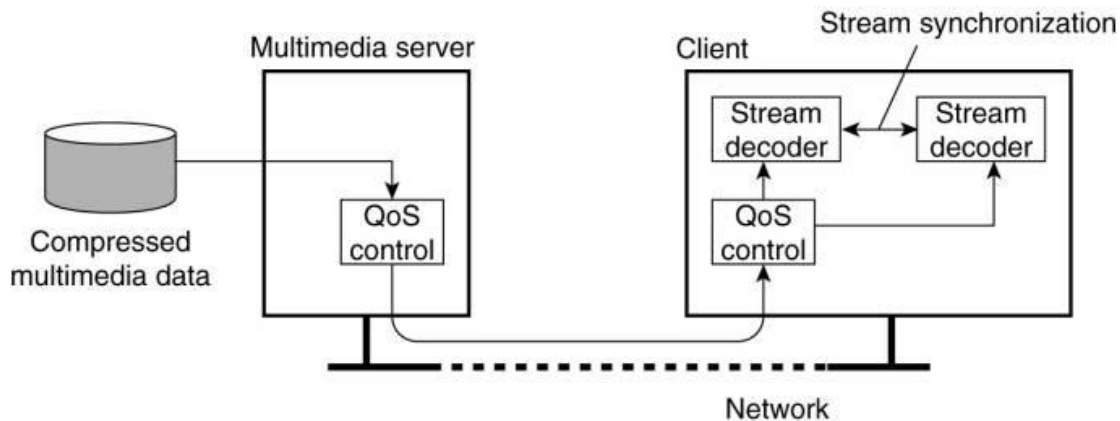 Stream synchronization
Multimedia server
Client
Stream
decoder
Stream
decoder
QoS
control
QoS
control
Compressed
multimedia data
Network